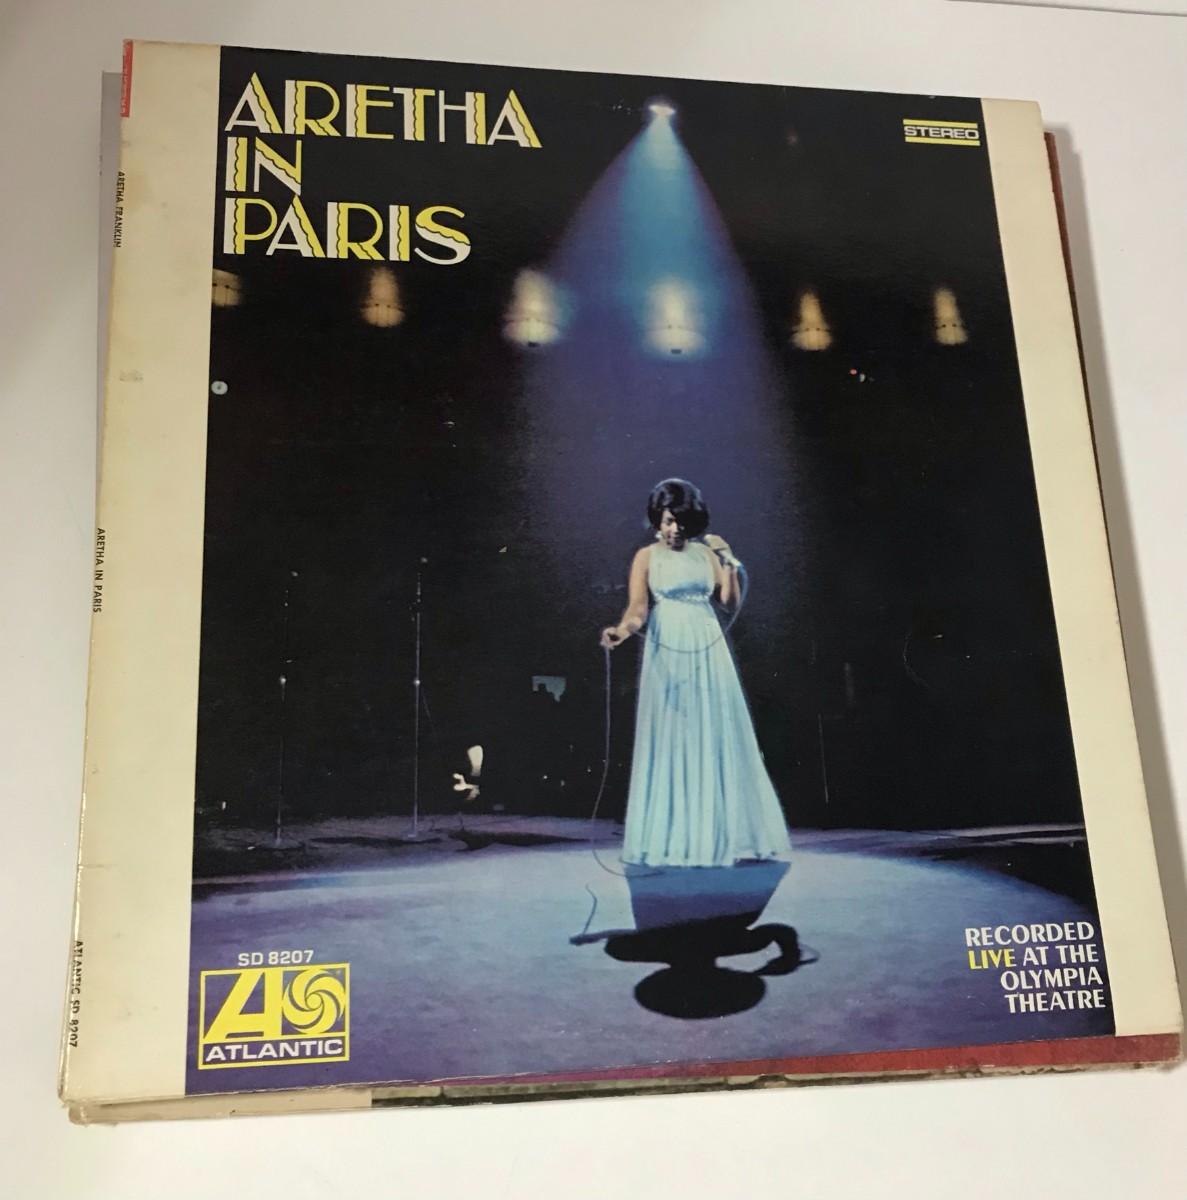 ARETHA
IN
PARIS
STEREO
ARETHA FRANKLIN
ARETHA IN PARIS
ATLANTIC SD 8207
SD 8207
ATLANTIC
RECORDED
LIVE AT THE
OLYMPIA
THEATRE